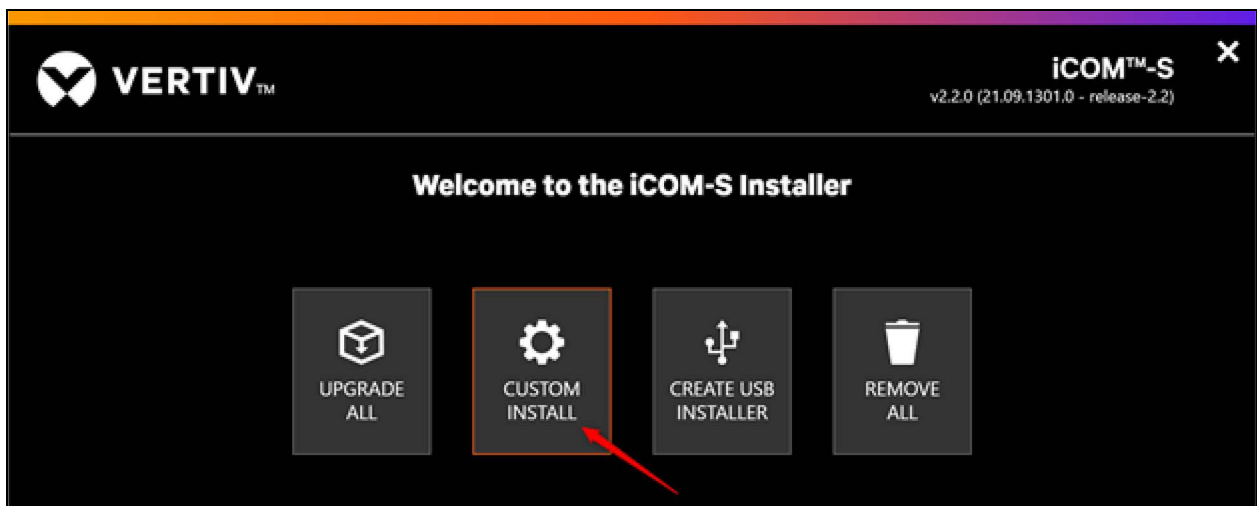 VERTIV™
iCOM™-S
v2.2.0 (21.09.1301.0 - release-2.2)
Welcome to the iCOM-S Installer
UPGRADE
ALL
CUSTOM
INSTALL
CREATE USB
INSTALLER
REMOVE
ALL